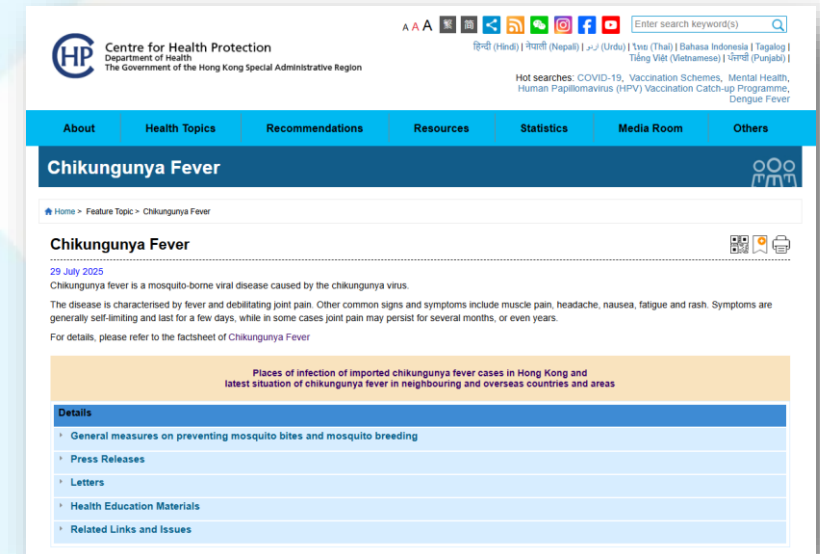 A A A 繁 简
Enter search keyword(s)
CHP
Centre for Health Protection
Department of Health
The Government of the Hong Kong Special Administrative Region
हिन्दी (Hindi) | नेपाली (Nepali) | اردو (Urdu) | ไทย (Thai) | Bahasa Indonesia | Tagalog |
Tiếng Việt (Vietnamese) | ਪੰਜਾਬੀ (Punjabi) |
Hot searches: COVID-19, Vaccination Schemes, Mental Health,
Human Papillomavirus (HPV) Vaccination Catch-up Programme,
Dengue Fever
About Health Topics Recommendations Resources Statistics Media Room Others
Chikungunya Fever
Home > Feature Topic > Chikungunya Fever
Chikungunya Fever
29 July 2025
Chikungunya fever is a mosquito-borne viral disease caused by the chikungunya virus.
The disease is characterised by fever and debilitating joint pain. Other common signs and symptoms include muscle pain, headache, nausea, fatigue and rash. Symptoms are
generally self-limiting and last for a few days, while in some cases joint pain may persist for several months, or even years.
For details, please refer to the factsheet of Chikungunya Fever
Places of infection of imported chikungunya fever cases in Hong Kong and
latest situation of chikungunya fever in neighbouring and overseas countries and areas
Details
General measures on preventing mosquito bites and mosquito breeding
Press Releases
Letters
Health Education Materials
Related Links and Issues